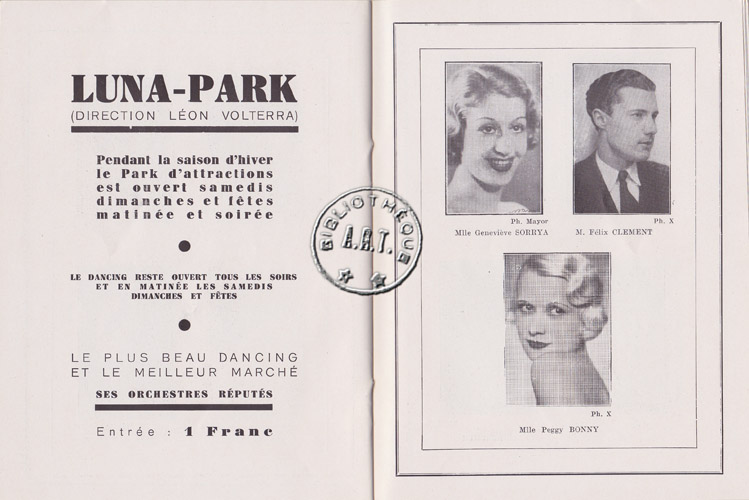 LUNA-PARK
(DIRECTION LÉON VOLTERRA)
Pendant la saison d'hiver
le Park d'attractions
est ouvert samedis
dimanches et fêtes
matinée et soirée
LE DANCING RESTE OUVERT TOUS LES SOIRS
ET EN MATINÉE LES SAMEDIS
DIMANCHES ET FÊTES
LE PLUS BEAU DANCING
ET LE MEILLEUR MARCHÉ
SES ORCHESTRES RÉPUTÉS
Entrée : 1 Franc
BIBLIOTHÈQUE
A.R.T.
Ph. Mayor
Mlle Geneviève SORRYA
Ph. X
M. Félix CLEMENT
Ph. X
Mlle Peggy BONNY